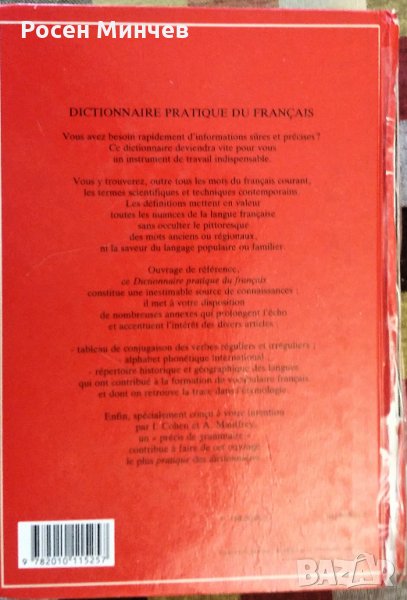 Росен Минчев
DICTIONNAIRE PRATIQUE DU FRANÇAIS
Vous avez besoin rapidement d'informations sûres et précises ?
Ce dictionnaire deviendra vite pour vous
un instrument de travail indispensable.
Vous y trouverez, outre tous les mots du français courant,
les termes scientifiques et techniques contemporains.
Les définitions mettent en valeur
toutes les nuances de la langue française
sans occulter le pittoresque
des mots anciens ou régionaux,
ni la saveur du langage populaire ou familier.
Ouvrage de référence,
ce Dictionnaire pratique du français
constitue une inestimable source de connaissances ;
il met à votre disposition
de nombreuses annexes qui prolongent l'écho
et accentuent l'intérêt des divers articles :
- tableau de conjugaison des verbes réguliers et irréguliers ;
alphabet phonétique international ;
- répertoire historique et géographique des langues
qui ont contribué à la formation du vocabulaire français
et dont on retrouve la trace dans l'étymologie.
Enfin, spécialement conçu à votre intention
par F. Cohen et A. Mauffrey,
un « précis de grammaire »
contribue à faire de cet ouvrage
le plus pratique des dictionnaires.
9 782010 115257
BAZAR